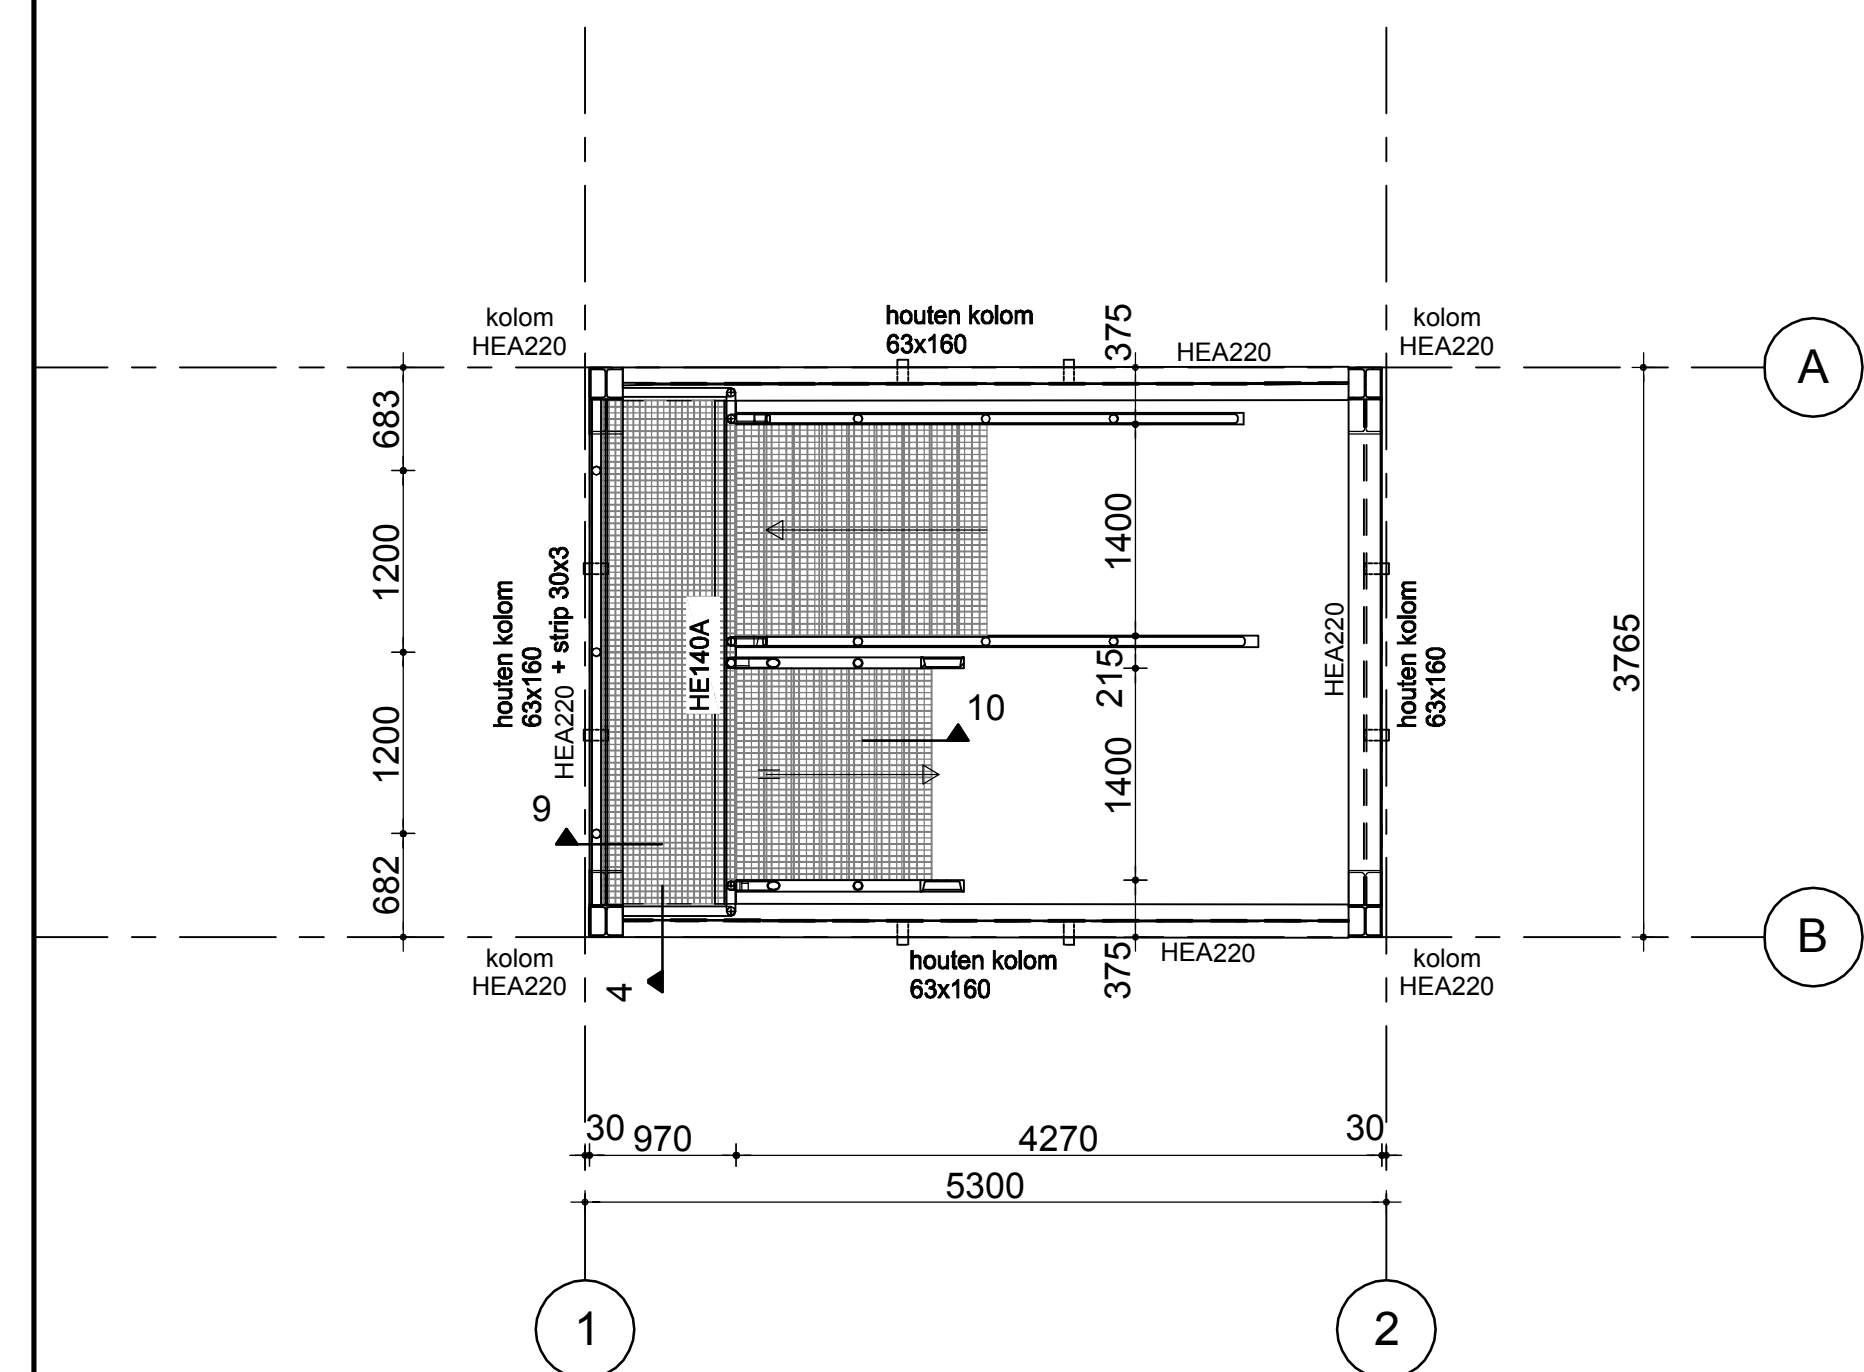 kolom
HEA220
houten kolom
63x160
375
HEA220
kolom
HEA220
A
683
1200
1200
682
houten kolom
63x160
HEA220 + strip 30x3
HE140A
1400
215
1400
10
9
4
HEA220
houten kolom
63x160
3765
kolom
HEA220
houten kolom
63x160
375
HEA220
kolom
HEA220
B
30
970
4270
30
5300
1
2